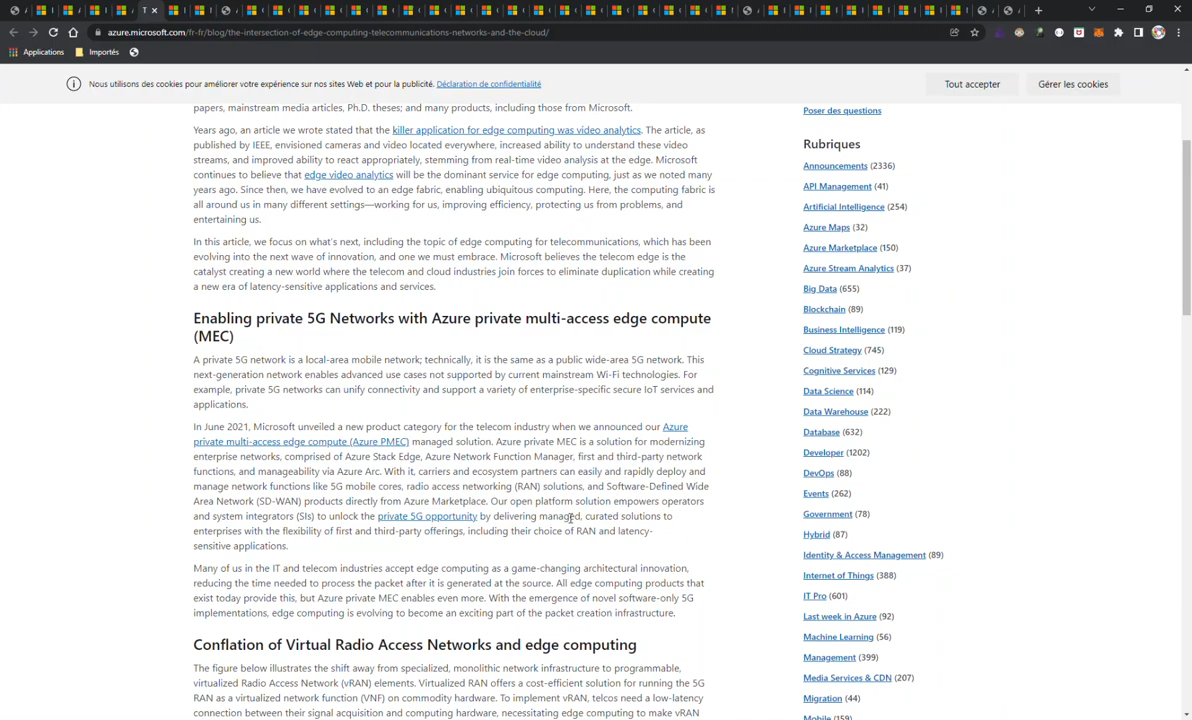 T
azure.microsoft.com/fr-fr/blog/the-intersection-of-edge-computing-telecommunications-networks-and-the-cloud/
Applications
Importés
Nous utilisons des cookies pour améliorer votre expérience sur nos sites Web et pour la publicité. Déclaration de confidentialité
Tout accepter
Gérer les cookies
papers, mainstream media articles, Ph.D. theses; and many products, including those from Microsoft.
Years ago, an article we wrote stated that the killer application for edge computing was video analytics. The article, as
published by IEEE, envisioned cameras and video located everywhere, increased ability to understand these video
streams, and improved ability to react appropriately, stemming from real-time video analysis at the edge. Microsoft
continues to believe that edge video analytics will be the dominant service for edge computing, just as we noted many
years ago. Since then, we have evolved to an edge fabric, enabling ubiquitous computing. Here, the computing fabric is
all around us in many different settings—working for us, improving efficiency, protecting us from problems, and
entertaining us.
In this article, we focus on what's next, including the topic of edge computing for telecommunications, which has been
evolving into the next wave of innovation, and one we must embrace. Microsoft believes the telecom edge is the
catalyst creating a new world where the telecom and cloud industries join forces to eliminate duplication while creating
a new era of latency-sensitive applications and services.
Enabling private 5G Networks with Azure private multi-access edge compute
(MEC)
A private 5G network is a local-area mobile network; technically, it is the same as a public wide-area 5G network. This
next-generation network enables advanced use cases not supported by current mainstream Wi-Fi technologies. For
example, private 5G networks can unify connectivity and support a variety of enterprise-specific secure IoT services and
applications.
In June 2021, Microsoft unveiled a new product category for the telecom industry when we announced our Azure
private multi-access edge compute (Azure PMEC) managed solution. Azure private MEC is a solution for modernizing
enterprise networks, comprised of Azure Stack Edge, Azure Network Function Manager, first and third-party network
functions, and manageability via Azure Arc. With it, carriers and ecosystem partners can easily and rapidly deploy and
manage network functions like 5G mobile cores, radio access networking (RAN) solutions, and Software-Defined Wide
Area Network (SD-WAN) products directly from Azure Marketplace. Our open platform solution empowers operators
and system integrators (SIs) to unlock the private 5G opportunity by delivering managed, curated solutions to
enterprises with the flexibility of first and third-party offerings, including their choice of RAN and latency-
sensitive applications.
Many of us in the IT and telecom industries accept edge computing as a game-changing architectural innovation,
reducing the time needed to process the packet after it is generated at the source. All edge computing products that
exist today provide this, but Azure private MEC enables even more. With the emergence of novel software-only 5G
implementations, edge computing is evolving to become an exciting part of the packet creation infrastructure.
Conflation of Virtual Radio Access Networks and edge computing
The figure below illustrates the shift away from specialized, monolithic network infrastructure to programmable,
virtualized Radio Access Network (vRAN) elements. Virtualized RAN offers a cost-efficient solution for running the 5G
RAN as a virtualized network function (VNF) on commodity hardware. To implement vRAN, telcos need a low-latency
connection between their signal acquisition and computing hardware, necessitating edge computing to make vRAN
Poser des questions
Rubriques
Announcements (2336)
API Management (41)
Artificial Intelligence (254)
Azure Maps (32)
Azure Marketplace (150)
Azure Stream Analytics (37)
Big Data (655)
Blockchain (89)
Business Intelligence (119)
Cloud Strategy (745)
Cognitive Services (129)
Data Science (114)
Data Warehouse (222)
Database (632)
Developer (1202)
DevOps (88)
Events (262)
Government (78)
Hybrid (87)
Identity & Access Management (89)
Internet of Things (388)
IT Pro (601)
Last week in Azure (92)
Machine Learning (56)
Management (399)
Media Services & CDN (207)
Migration (44)
Mobile (159)